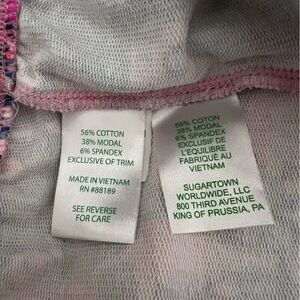 56% COTTON
38% MODAL
6% SPANDEX
EXCLUSIVE OF TRIM
MADE IN VIETNAM
RN #88189
SEE REVERSE
FOR CARE
56% COTON
38% MODAL
6% SPANDEX
EXCLUSIF DE
L'EQUILIBRE
FABRIQUÉ AU
VIETNAM
SUGARTOWN
WORLDWIDE, LLC
800 THIRD AVENUE
KING OF PRUSSIA, PA